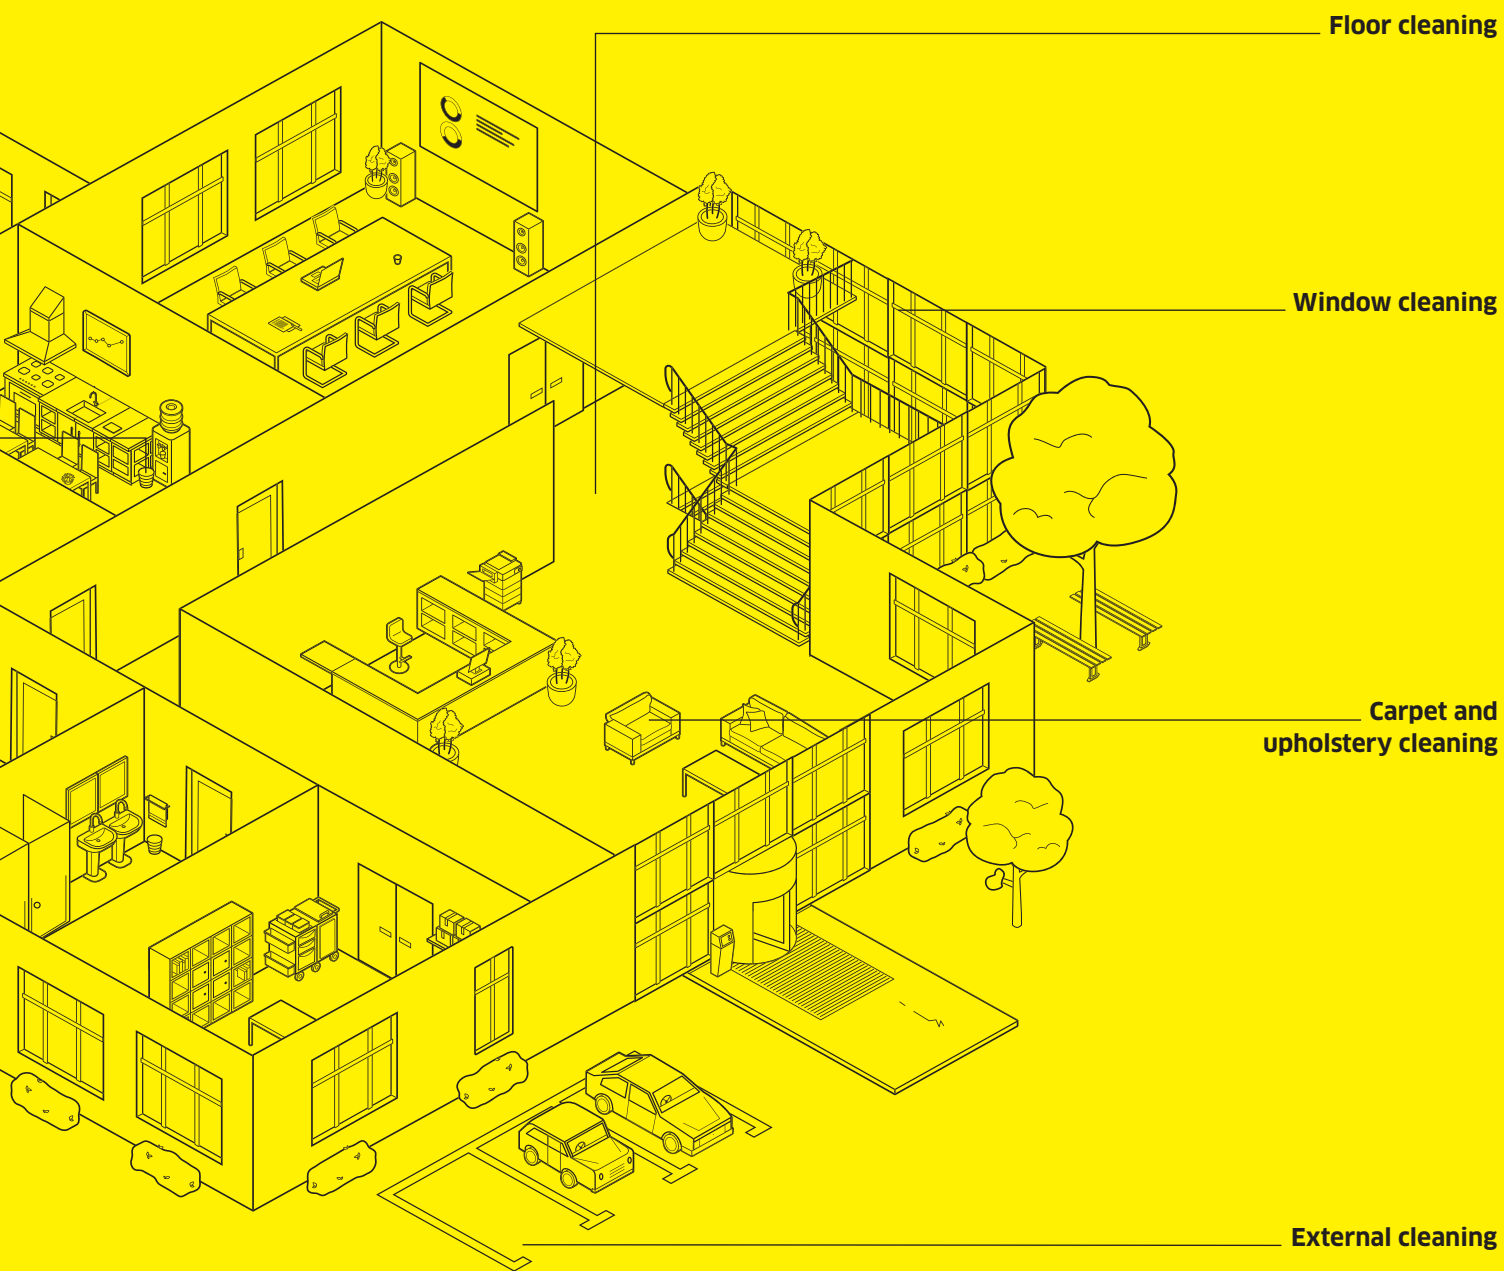 Floor cleaning
Window cleaning
Carpet and
upholstery cleaning
External cleaning